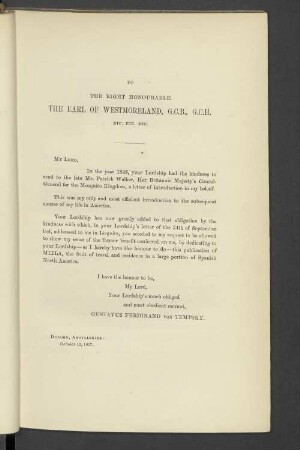 TO
THE RIGHT HONOURABLE
THE EARL OF WESTMORELAND, G.C.B., G.C.H.
ETC. ETC. ETC.
MY LORD,
In the year 1848, your Lordship had the kindness to
send to the late Mr. Patrick Walker, Her Britannic Majesty's Consul-
General for the Mosquito Kingdom, a letter of introduction in my behalf.
This was my only and most efficient introduction to the subsequent
course of my life in America.
Your Lordship has now greatly added to that obligation by the
kindness with which, in your Lordship's letter of the 24th of September
last, addressed to me in Leipzic, you acceded to my request to be allowed
to show my sense of the former benefit conferred on me, by dedicating to
your Lordship—as I hereby have the honour to do—this publication of
MITLA, the fruit of travel and residence in a large portion of Spanish
North America.
I have the honour to be,
My Lord,
Your Lordship's much obliged
and most obedient servant,
GUSTAVUS FERDINAND VON TEMPSKY.
October 12, 1857.